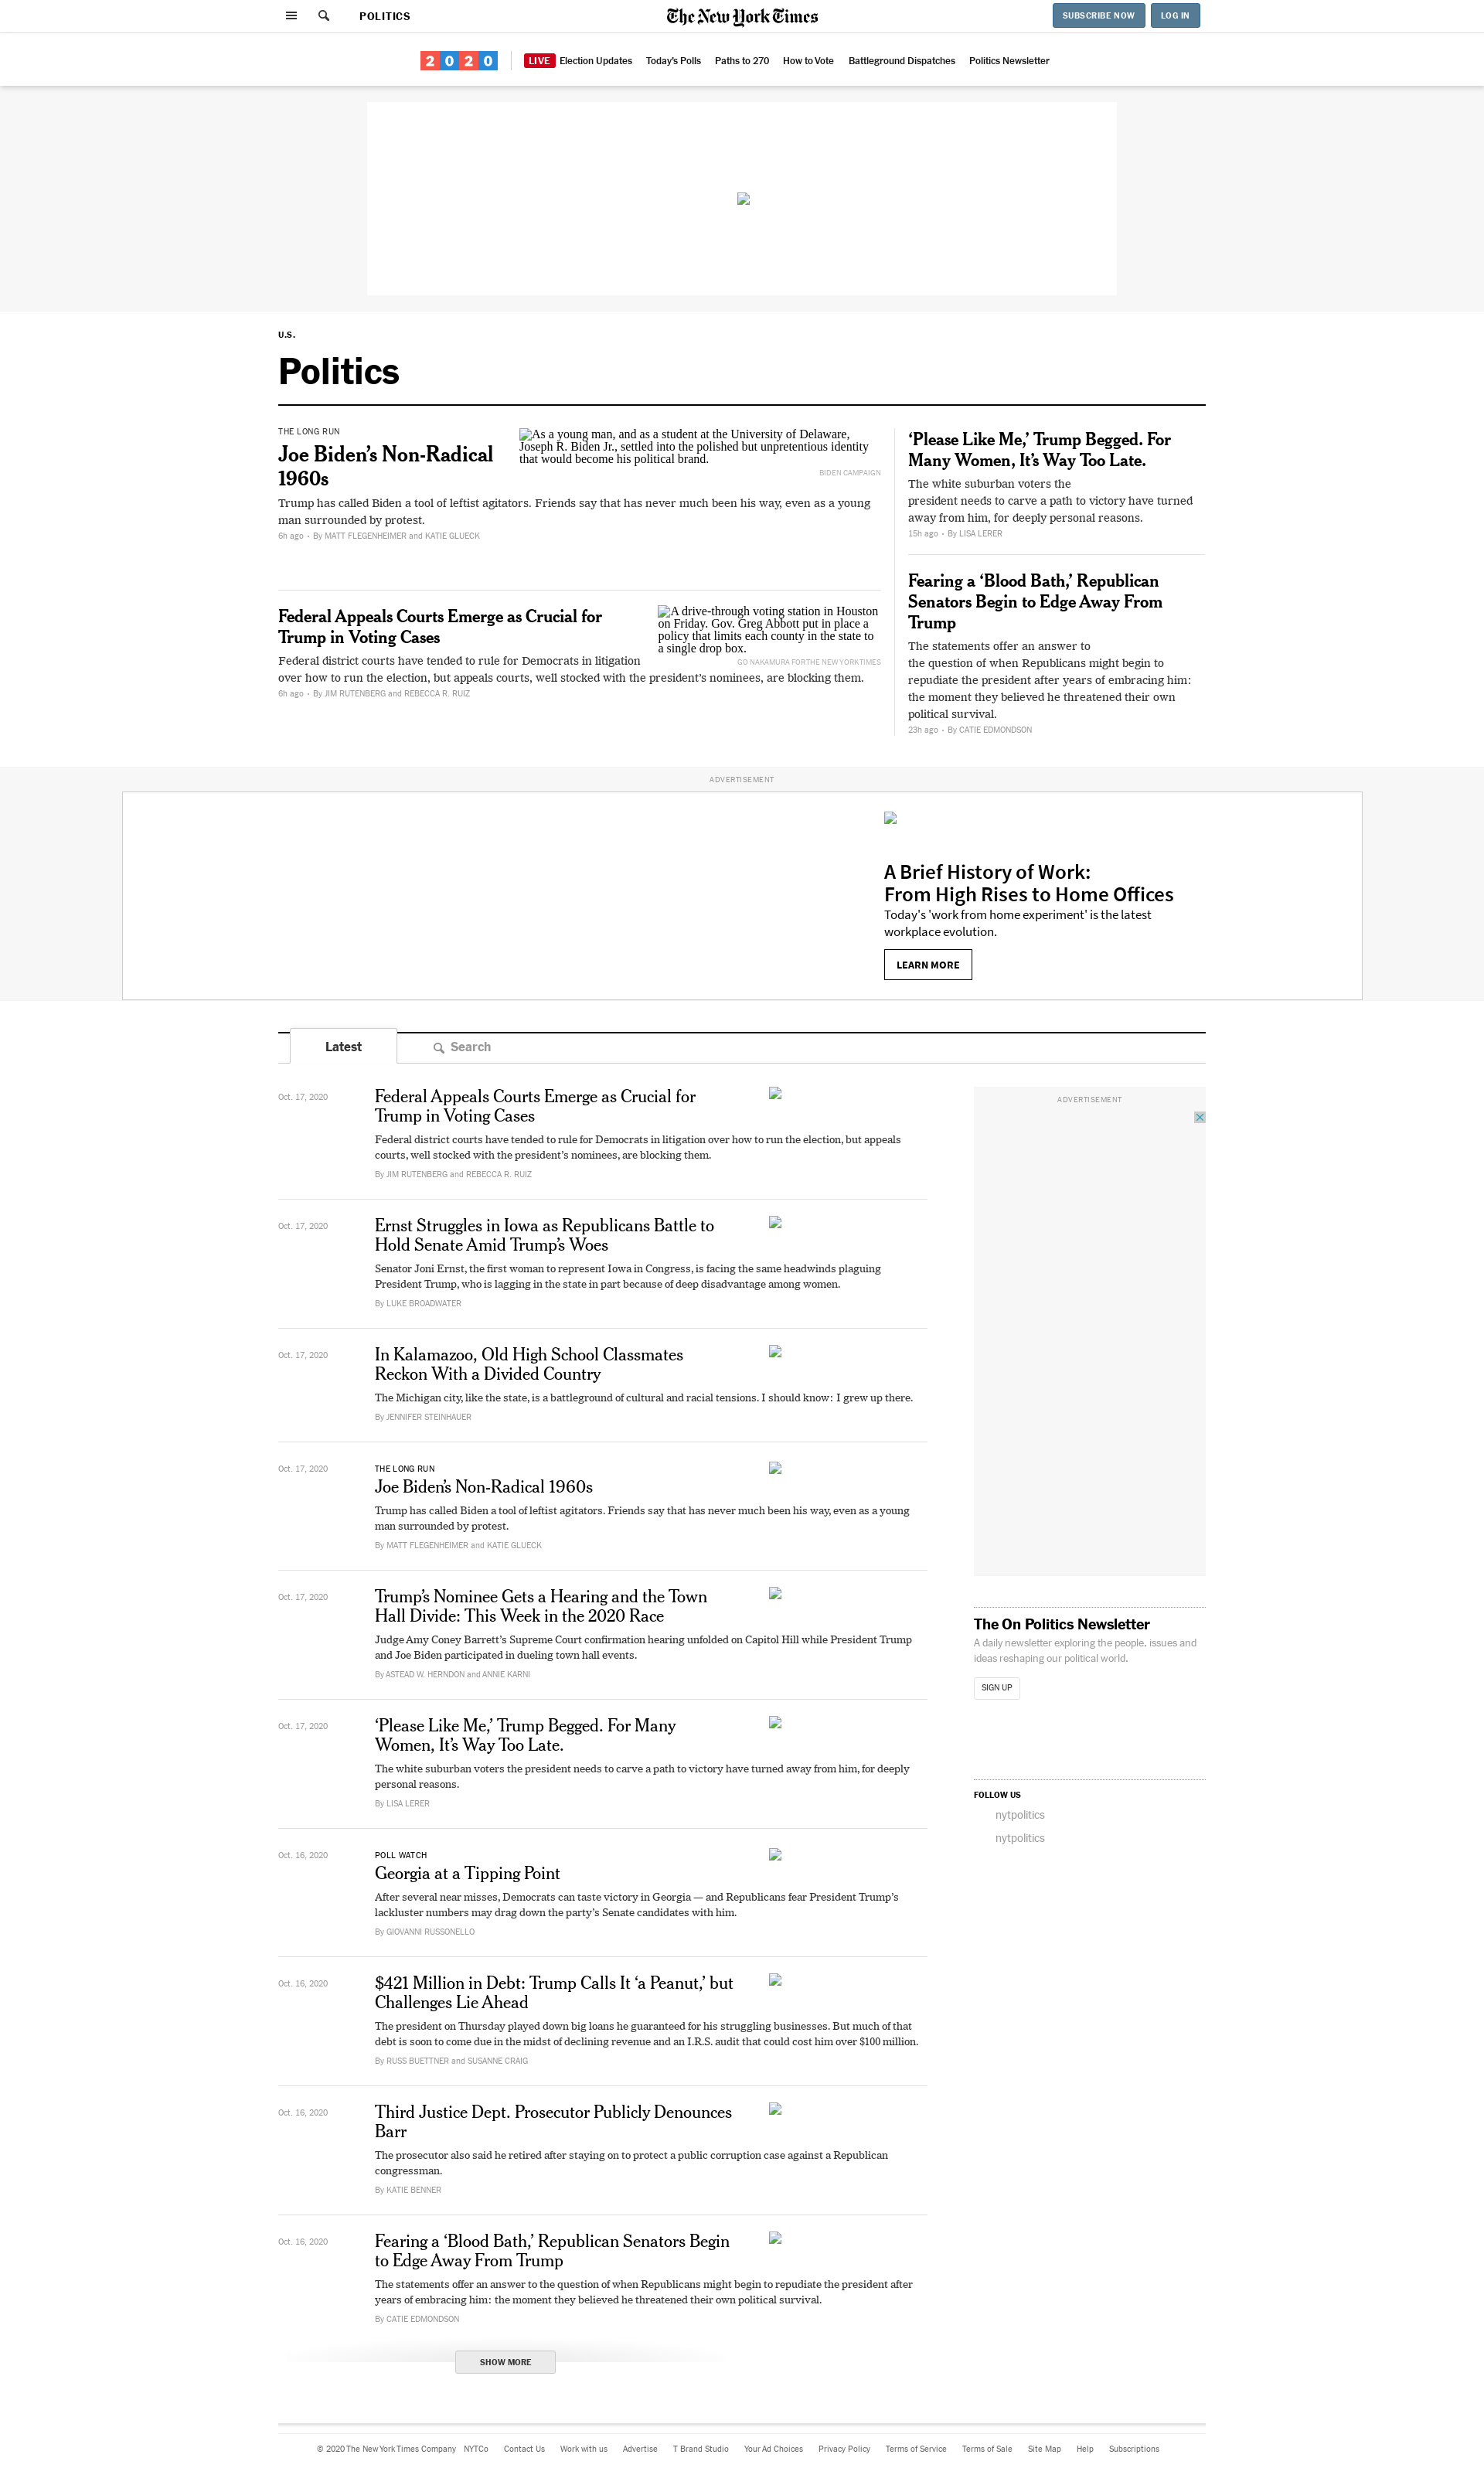 POLITICS
The New York Times
SUBSCRIBE NOW
LOG IN
2020
LIVE Election Updates
Today's Polls
Paths to 270
How to Vote
Battleground Dispatches
Politics Newsletter
U.S.
Politics
THE LONG RUN
Joe Biden’s Non-Radical
1960s
As a young man, and as a student at the University of Delaware,
Joseph R. Biden Jr., settled into the polished but unpretentious identity
that would become his political brand.
BIDEN CAMPAIGN
Trump has called Biden a tool of leftist agitators. Friends say that has never much been his way, even as a young
man surrounded by protest.
6h ago • By MATT FLEGENHEIMER and KATIE GLUECK
Federal Appeals Courts Emerge as Crucial for
Trump in Voting Cases
A drive-through voting station in Houston
on Friday. Gov. Greg Abbott put in place a
policy that limits each county in the state to
a single drop box.
GO NAKAMURA FOR THE NEW YORK TIMES
Federal district courts have tended to rule for Democrats in litigation
over how to run the election, but appeals courts, well stocked with the president’s nominees, are blocking them.
6h ago • By JIM RUTENBERG and REBECCA R. RUIZ
‘Please Like Me,’ Trump Begged. For
Many Women, It’s Way Too Late.
The white suburban voters the
president needs to carve a path to victory have turned
away from him, for deeply personal reasons.
15h ago • By LISA LERER
Fearing a ‘Blood Bath,’ Republican
Senators Begin to Edge Away From
Trump
The statements offer an answer to
the question of when Republicans might begin to
repudiate the president after years of embracing him:
the moment they believed he threatened their own
political survival.
23h ago • By CATIE EDMONDSON
ADVERTISEMENT
A Brief History of Work:
From High Rises to Home Offices
Today's 'work from home experiment' is the latest
workplace evolution.
LEARN MORE
Latest
Search
Oct. 17, 2020
Federal Appeals Courts Emerge as Crucial for
Trump in Voting Cases
Federal district courts have tended to rule for Democrats in litigation over how to run the election, but appeals
courts, well stocked with the president’s nominees, are blocking them.
By JIM RUTENBERG and REBECCA R. RUIZ
Oct. 17, 2020
Ernst Struggles in Iowa as Republicans Battle to
Hold Senate Amid Trump’s Woes
Senator Joni Ernst, the first woman to represent Iowa in Congress, is facing the same headwinds plaguing
President Trump, who is lagging in the state in part because of deep disadvantage among women.
By LUKE BROADWATER
Oct. 17, 2020
In Kalamazoo, Old High School Classmates
Reckon With a Divided Country
The Michigan city, like the state, is a battleground of cultural and racial tensions. I should know: I grew up there.
By JENNIFER STEINHAUER
Oct. 17, 2020
THE LONG RUN
Joe Biden’s Non-Radical 1960s
Trump has called Biden a tool of leftist agitators. Friends say that has never much been his way, even as a young
man surrounded by protest.
By MATT FLEGENHEIMER and KATIE GLUECK
Oct. 17, 2020
Trump’s Nominee Gets a Hearing and the Town
Hall Divide: This Week in the 2020 Race
Judge Amy Coney Barrett’s Supreme Court confirmation hearing unfolded on Capitol Hill while President Trump
and Joe Biden participated in dueling town hall events.
By ASTEAD W. HERNDON and ANNIE KARNI
Oct. 17, 2020
‘Please Like Me,’ Trump Begged. For Many
Women, It’s Way Too Late.
The white suburban voters the president needs to carve a path to victory have turned away from him, for deeply
personal reasons.
By LISA LERER
Oct. 16, 2020
POLL WATCH
Georgia at a Tipping Point
After several near misses, Democrats can taste victory in Georgia — and Republicans fear President Trump’s
lackluster numbers may drag down the party’s Senate candidates with him.
By GIOVANNI RUSSONELLO
Oct. 16, 2020
$421 Million in Debt: Trump Calls It ‘a Peanut,’ but
Challenges Lie Ahead
The president on Thursday played down big loans he guaranteed for his struggling businesses. But much of that
debt is soon to come due in the midst of declining revenue and an I.R.S. audit that could cost him over $100 million.
By RUSS BUETTNER and SUSANNE CRAIG
Oct. 16, 2020
Third Justice Dept. Prosecutor Publicly Denounces
Barr
The prosecutor also said he retired after staying on to protect a public corruption case against a Republican
congressman.
By KATIE BENNER
Oct. 16, 2020
Fearing a ‘Blood Bath,’ Republican Senators Begin
to Edge Away From Trump
The statements offer an answer to the question of when Republicans might begin to repudiate the president after
years of embracing him: the moment they believed he threatened their own political survival.
By CATIE EDMONDSON
SHOW MORE
ADVERTISEMENT
The On Politics Newsletter
A daily newsletter exploring the people, issues and
ideas reshaping our political world.
SIGN UP
FOLLOW US
nytpolitics
nytpolitics
© 2020 The New York Times Company
NYTCo
Contact Us
Work with us
Advertise
T Brand Studio
Your Ad Choices
Privacy Policy
Terms of Service
Terms of Sale
Site Map
Help
Subscriptions